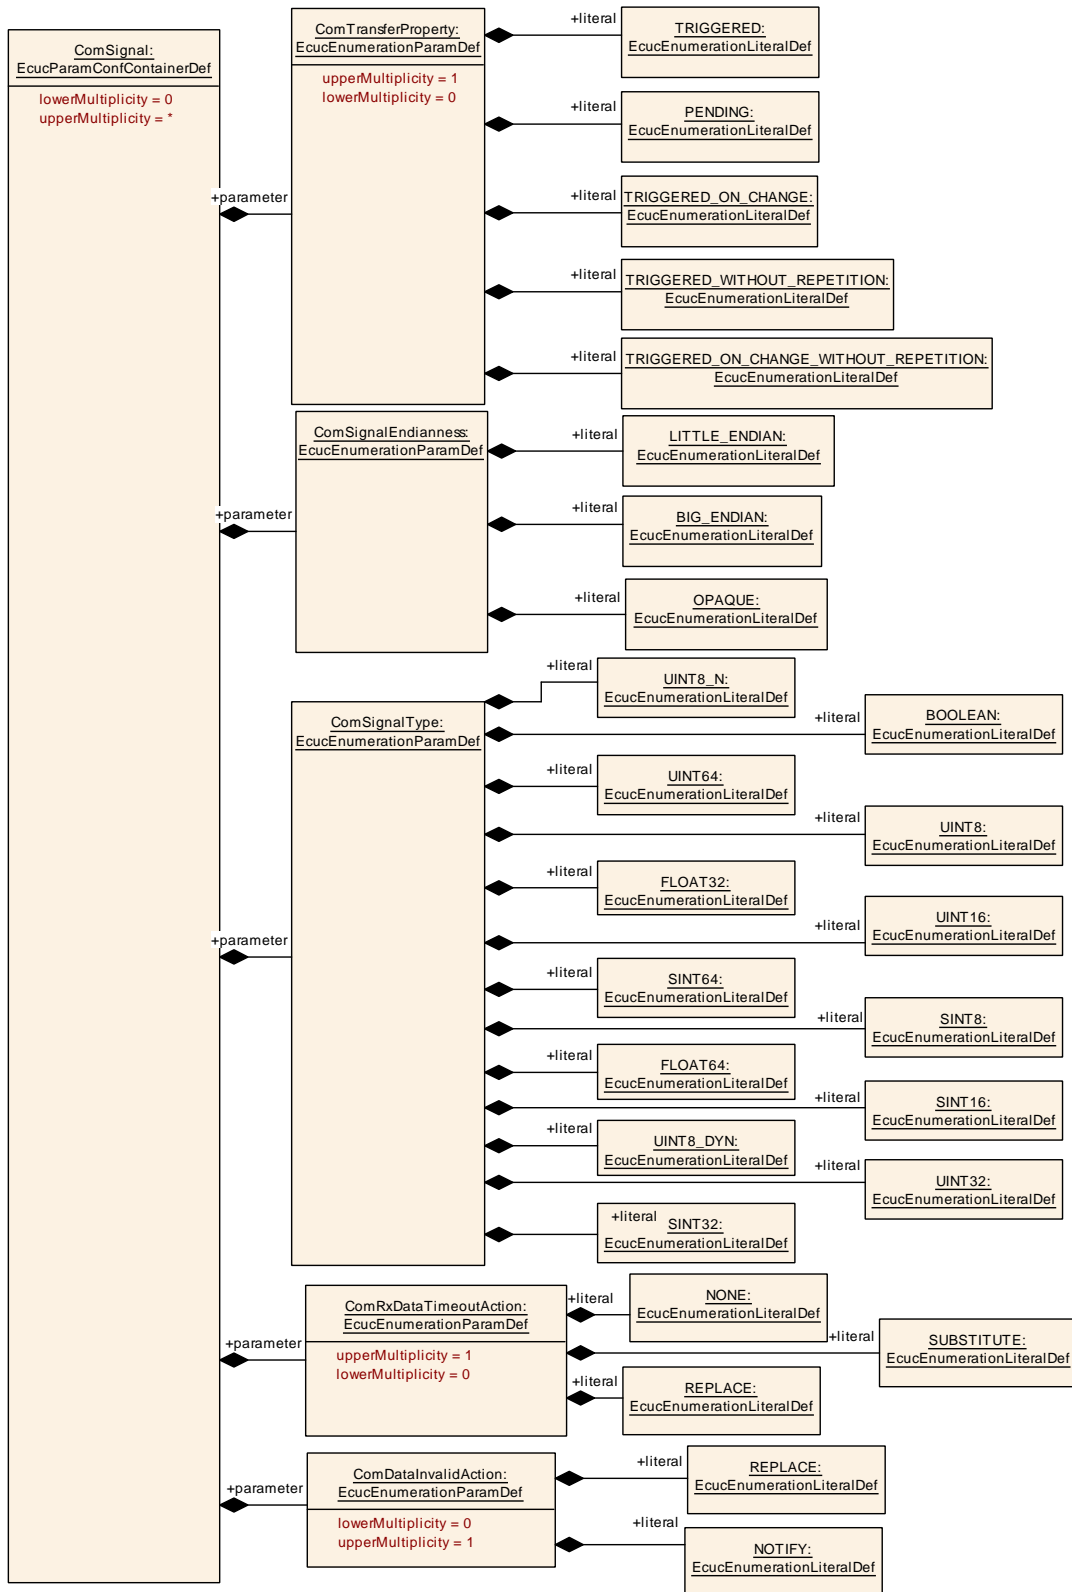 ComSignal:
EcucParamConfContainerDef
lowerMultiplicity = 0
upperMultiplicity = *
+parameter
ComTransferProperty:
EcucEnumerationParamDef
upperMultiplicity = 1
lowerMultiplicity = 0
+literal
TRIGGERED:
EcucEnumerationLiteralDef
+literal
PENDING:
EcucEnumerationLiteralDef
+literal
TRIGGERED_ON_CHANGE:
EcucEnumerationLiteralDef
+literal
TRIGGERED_WITHOUT_REPETITION:
EcucEnumerationLiteralDef
+literal
TRIGGERED_ON_CHANGE_WITHOUT_REPETITION:
EcucEnumerationLiteralDef
+parameter
ComSignalEndianness:
EcucEnumerationParamDef
+literal
LITTLE_ENDIAN:
EcucEnumerationLiteralDef
+literal
BIG_ENDIAN:
EcucEnumerationLiteralDef
+literal
OPAQUE:
EcucEnumerationLiteralDef
+parameter
ComSignalType:
EcucEnumerationParamDef
+literal
UINT8_N:
EcucEnumerationLiteralDef
+literal
BOOLEAN:
EcucEnumerationLiteralDef
+literal
UINT64:
EcucEnumerationLiteralDef
+literal
UINT8:
EcucEnumerationLiteralDef
+literal
FLOAT32:
EcucEnumerationLiteralDef
+literal
UINT16:
EcucEnumerationLiteralDef
+literal
SINT64:
EcucEnumerationLiteralDef
+literal
SINT8:
EcucEnumerationLiteralDef
+literal
FLOAT64:
EcucEnumerationLiteralDef
+literal
SINT16:
EcucEnumerationLiteralDef
+literal
UINT8_DYN:
EcucEnumerationLiteralDef
+literal
UINT32:
EcucEnumerationLiteralDef
+literal
SINT32:
EcucEnumerationLiteralDef
+parameter
ComRxDataTimeoutAction:
EcucEnumerationParamDef
upperMultiplicity = 1
lowerMultiplicity = 0
+literal
NONE:
EcucEnumerationLiteralDef
+literal
SUBSTITUTE:
EcucEnumerationLiteralDef
+literal
REPLACE:
EcucEnumerationLiteralDef
+parameter
ComDataInvalidAction:
EcucEnumerationParamDef
lowerMultiplicity = 0
upperMultiplicity = 1
+literal
REPLACE:
EcucEnumerationLiteralDef
+literal
NOTIFY:
EcucEnumerationLiteralDef